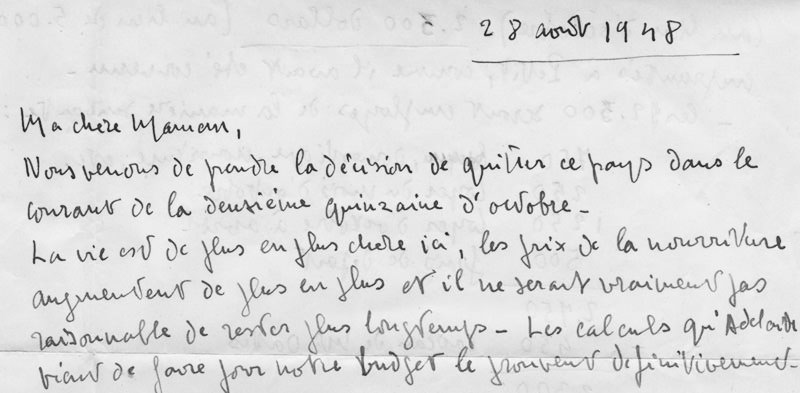 28 août 1948
Ma chère Maman,
Nous venons de prendre la décision de quitter ce pays dans le
courant de la deuxième quinzaine d'octobre -
La vie est de plus en plus chère ici, les prix de la nourriture
augmentent de plus en plus et il ne serait vraiment pas
raisonnable de rester plus longtemps - Les calculs qu'Adelaïde
vient de faire pour notre budget le prouvent définitivement -